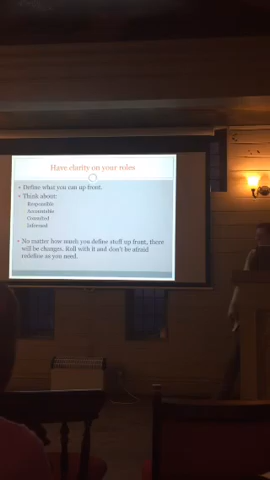 Have clarity on your roles
• Define what you can up front.
• Think about:
Responsible
Accountable
Consulted
Informed
• No matter how much you define stuff up front, there
will be changes. Roll with it and don't be afraid
redefine as you need.